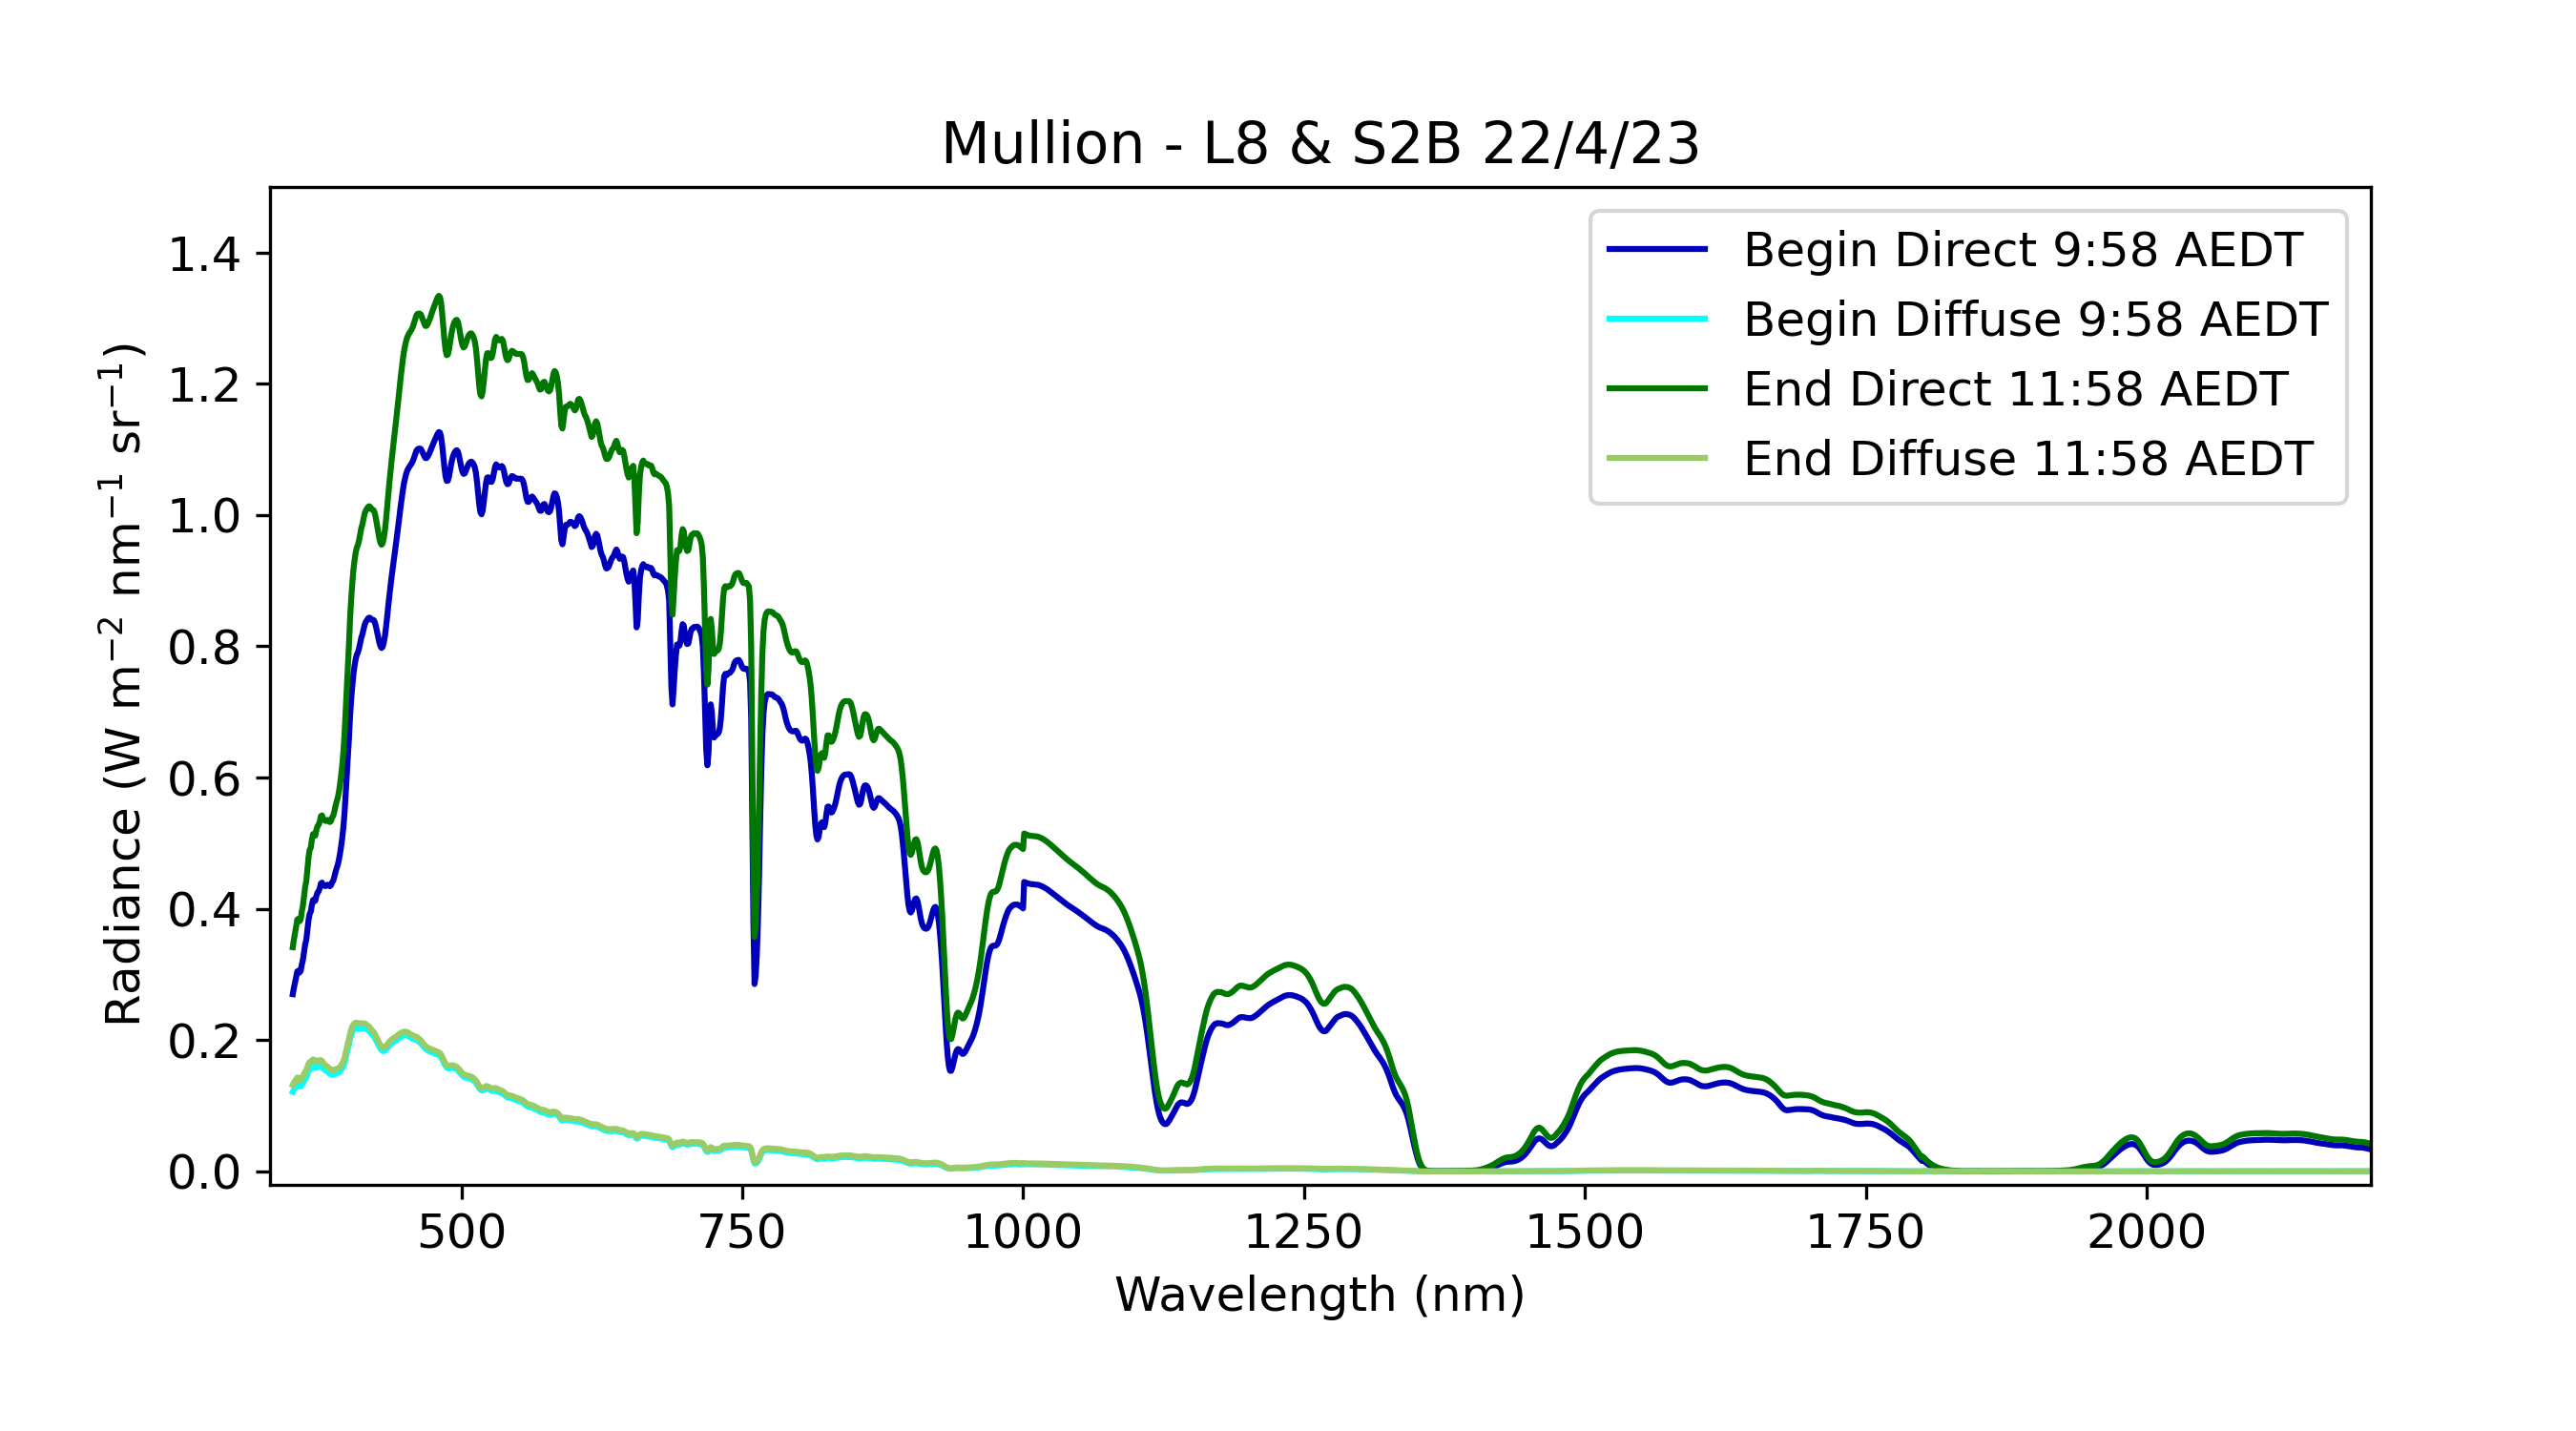 Mullion - L8 & S2B 22/4/23
Begin Direct 9:58 AEDT
Begin Diffuse 9:58 AEDT
End Direct 11:58 AEDT
End Diffuse 11:58 AEDT
Radiance (W m⁻² nm⁻¹ sr⁻¹)
1.4
1.2
1.0
0.8
0.6
0.4
0.2
0.0
500 750 1000 1250 1500 1750 2000
Wavelength (nm)